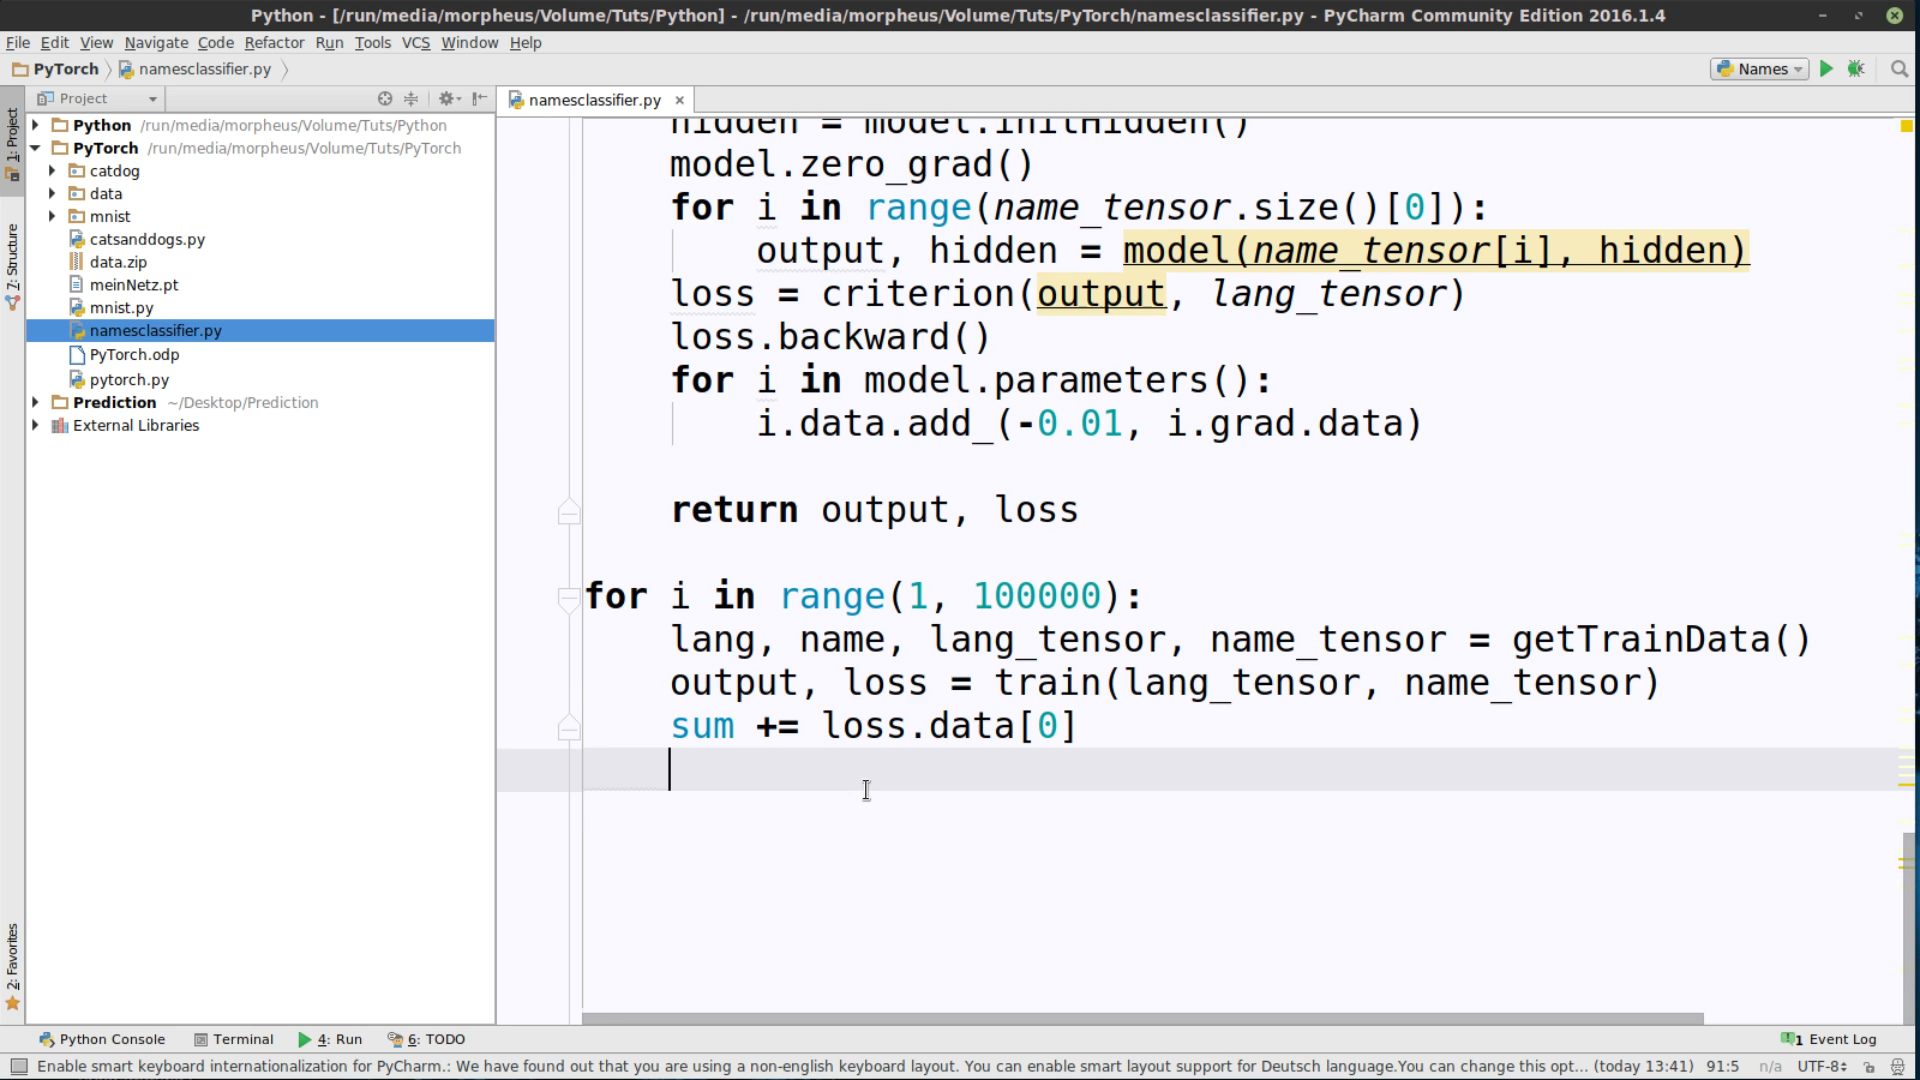 Python - [/run/media/morpheus/Volume/Tuts/Python] - /run/media/morpheus/Volume/Tuts/PyTorch/namesclassifier.py - PyCharm Community Edition 2016.1.4
File Edit View Navigate Code Refactor Run Tools VCS Window Help
PyTorch namesclassifier.py Names
Project namesclassifier.py
1: Project
7: Structure
2: Favorites
Python /run/media/morpheus/Volume/Tuts/Python
PyTorch /run/media/morpheus/Volume/Tuts/PyTorch
catdog
data
mnist
catsanddogs.py
data.zip
meinNetz.pt
mnist.py
namesclassifier.py
PyTorch.odp
pytorch.py
Prediction ~/Desktop/Prediction
External Libraries
hidden = model.initHidden()
model.zero_grad()
for i in range(name_tensor.size()[0]):
output, hidden = model(name_tensor[i], hidden)
loss = criterion(output, lang_tensor)
loss.backward()
for i in model.parameters():
i.data.add_(-0.01, i.grad.data)
return output, loss
for i in range(1, 100000):
lang, name, lang_tensor, name_tensor = getTrainData()
output, loss = train(lang_tensor, name_tensor)
sum += loss.data[0]
Python Console Terminal 4: Run 6: TODO 1 Event Log
Enable smart keyboard internationalization for PyCharm.: We have found out that you are using a non-english keyboard layout. You can enable smart layout support for Deutsch language.You can change this opt... (today 13:41) 91:5 n/a UTF-8